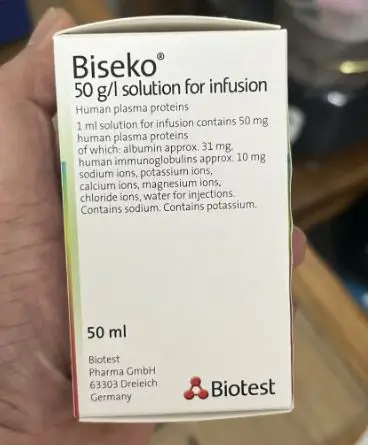 Biseko®
50 g/l solution for infusion
Human plasma proteins
1 ml solution for infusion contains 50 mg
human plasma proteins
of which: albumin approx. 31 mg,
human immunoglobulins approx. 10 mg
sodium ions, potassium ions,
calcium ions, magnesium ions,
chloride ions, water for injections.
Contains sodium. Contains potassium.
50 ml
Biotest
Pharma GmbH
63303 Dreieich
Germany
Biotest